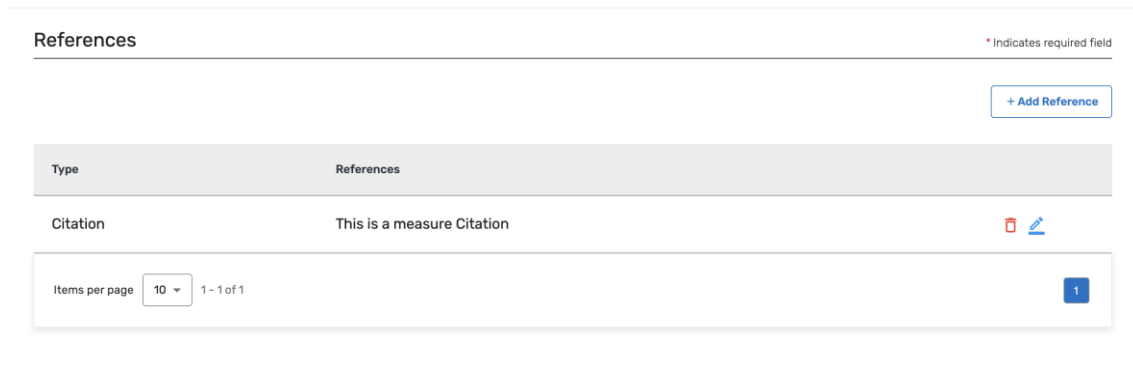 References
* Indicates required field
+ Add Reference
Type References
Citation This is a measure Citation
Items per page 10 1 - 1 of 1 1